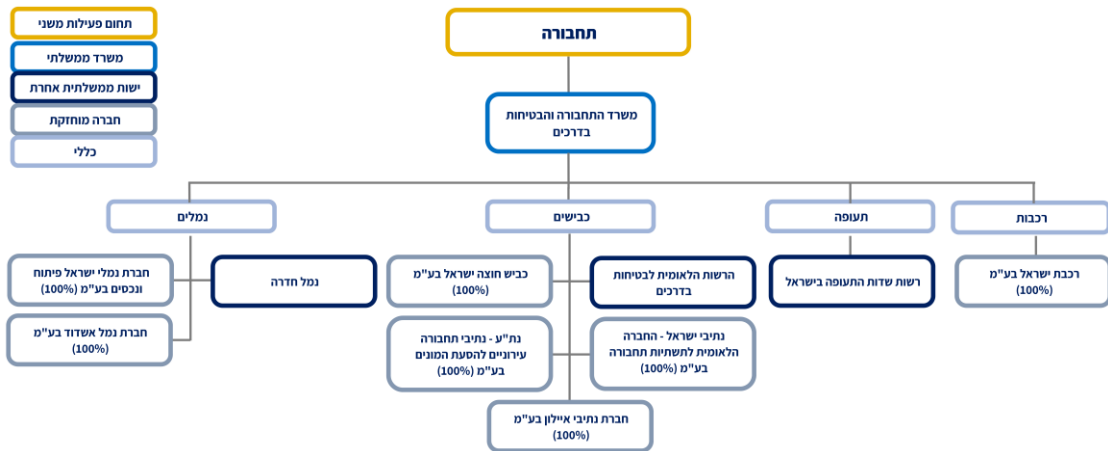 תחבורה
תחום פעילות משני
משרד ממשלתי
ישות ממשלתית אחרת
חברה מוחזקת
כללי
משרד התחבורה והבטיחות
בדרכים
רכבות
תעופה
כבישים
נמלים
רכבת ישראל בע"מ
(100%)
רשות שדות התעופה בישראל
הרשות הלאומית לבטיחות
בדרכים
כביש חוצה ישראל בע"מ
(100%)
נתיבי ישראל - החברה
הלאומית לתשתיות תחבורה
בע"מ (100%)
נת"ע - נתיבי תחבורה
עירוניים להסעת המונים
בע"מ (100%)
חברת נתיבי איילון בע"מ
(100%)
נמל חדרה
חברת נמלי ישראל פיתוח
ונכסים בע"מ (100%)
חברת נמל אשדוד בע"מ
(100%)